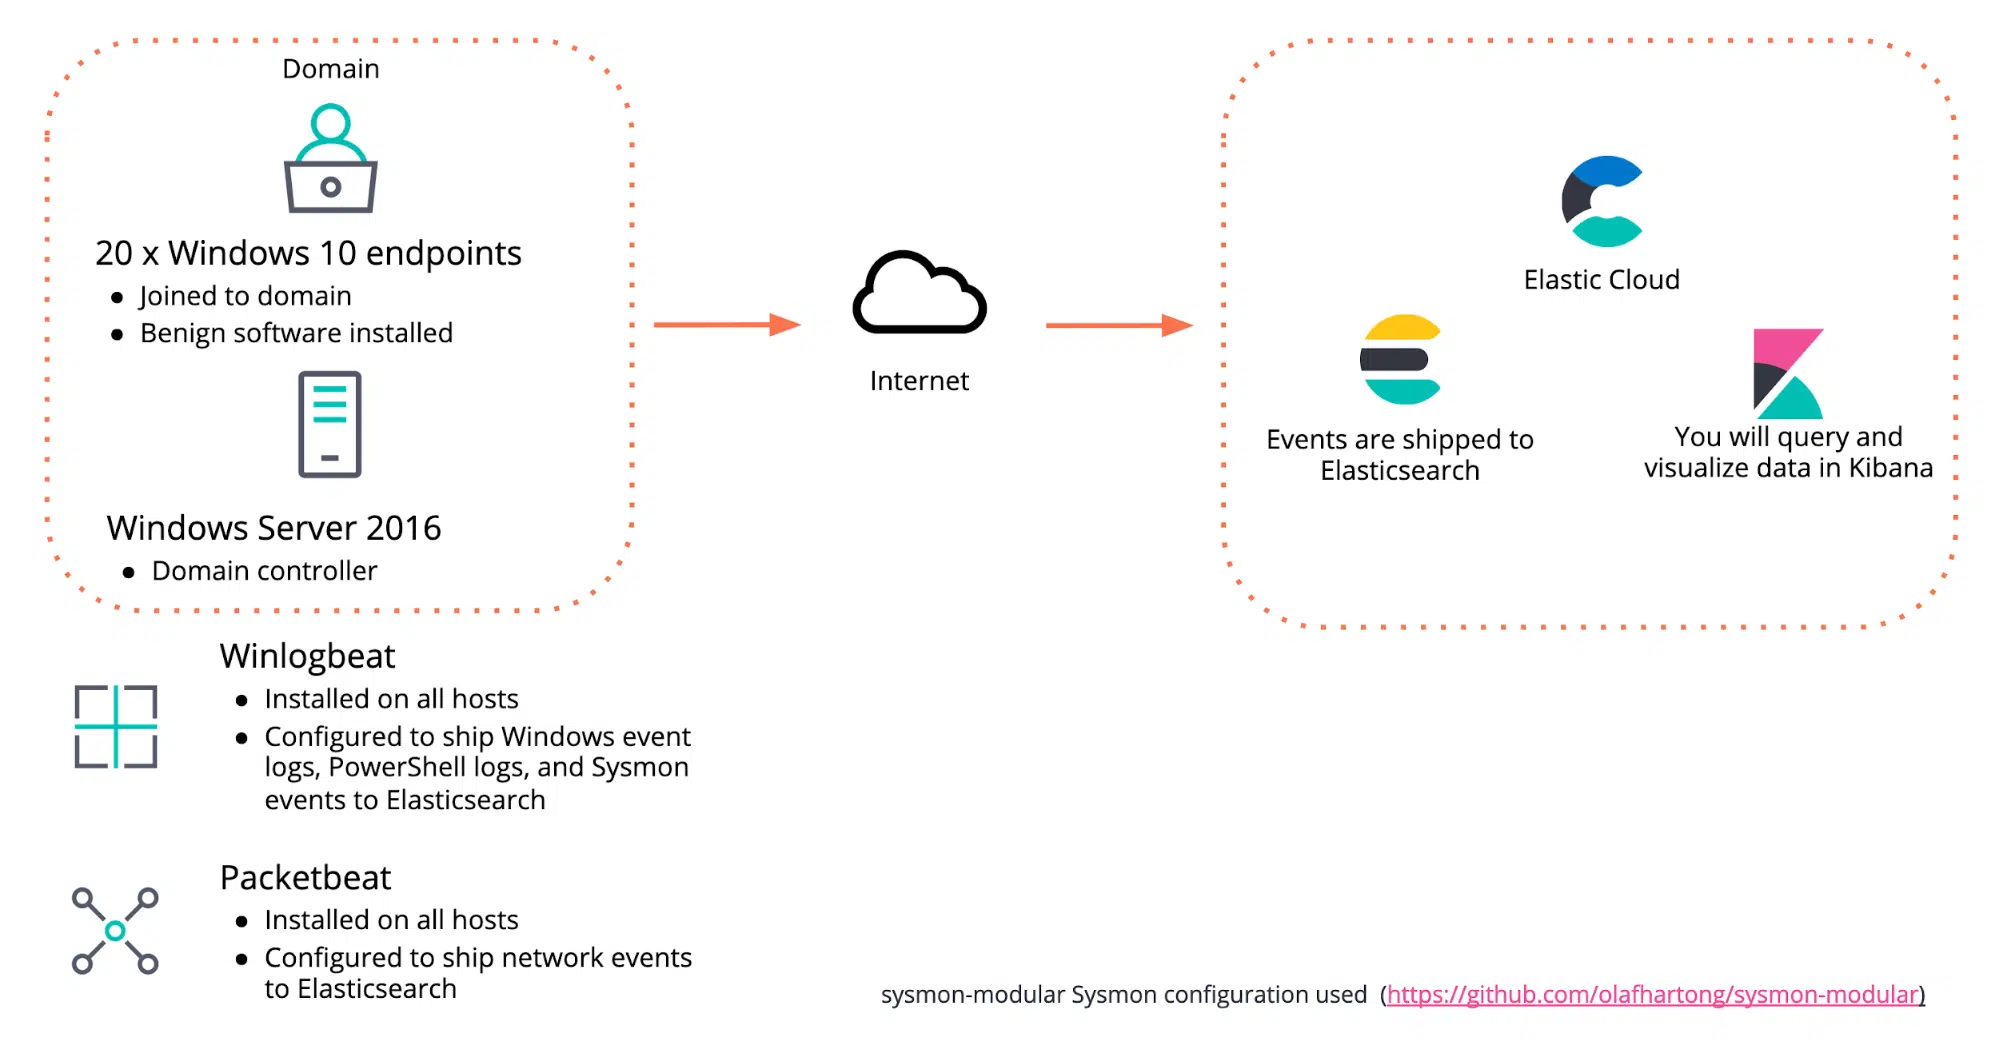 Domain
20 x Windows 10 endpoints
● Joined to domain
● Benign software installed
Windows Server 2016
● Domain controller
Internet
Elastic Cloud
Events are shipped to
Elasticsearch
You will query and
visualize data in Kibana
Winlogbeat
● Installed on all hosts
● Configured to ship Windows event
logs, PowerShell logs, and Sysmon
events to Elasticsearch
Packetbeat
● Installed on all hosts
● Configured to ship network events
to Elasticsearch
sysmon-modular Sysmon configuration used (https://github.com/olafhartong/sysmon-modular)